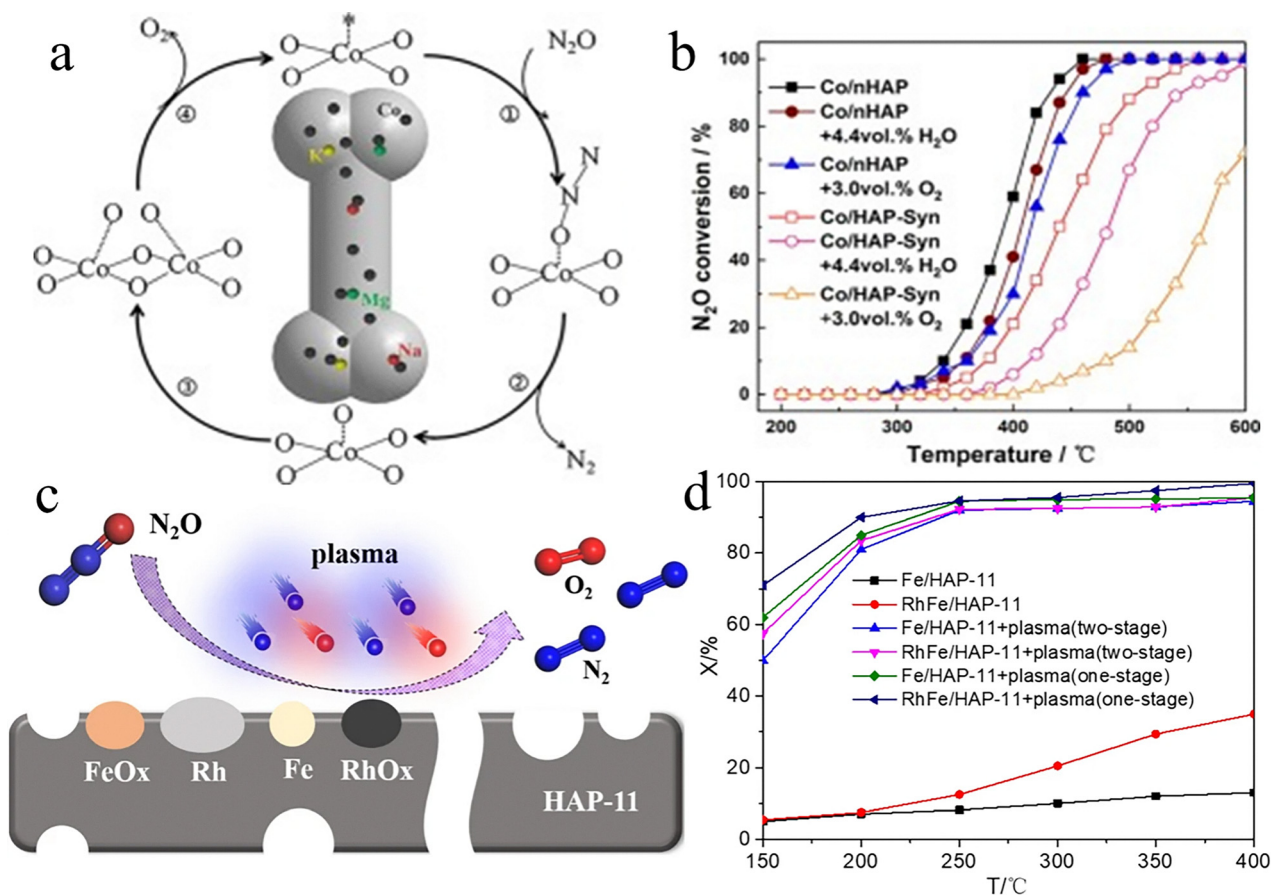 a
O₂
*
O
O
Co
O
O
N₂O
④
①
Co
K
N
N
O
O
O
Co
O
O
O
O
O
O
Co
Co
O
O
O
O
Mg
Na
③
②
O
O
O
Co
O
O
N₂
b
N₂O conversion / %
100
80
60
40
20
0
Co/nHAP
Co/nHAP
+4.4vol.% H₂O
Co/nHAP
+3.0vol.% O₂
Co/HAP-Syn
Co/HAP-Syn
+4.4vol.% H₂O
Co/HAP-Syn
+3.0vol.% O₂
200 300 400 500 600
Temperature / ℃
c
N₂O
plasma
O₂
N₂
FeOx Rh Fe RhOx
HAP-11
d
X/%
100
80
60
40
20
0
Fe/HAP-11
RhFe/HAP-11
Fe/HAP-11+plasma(two-stage)
RhFe/HAP-11+plasma(two-stage)
Fe/HAP-11+plasma(one-stage)
RhFe/HAP-11+plasma(one-stage)
150 200 250 300 350 400
T/℃